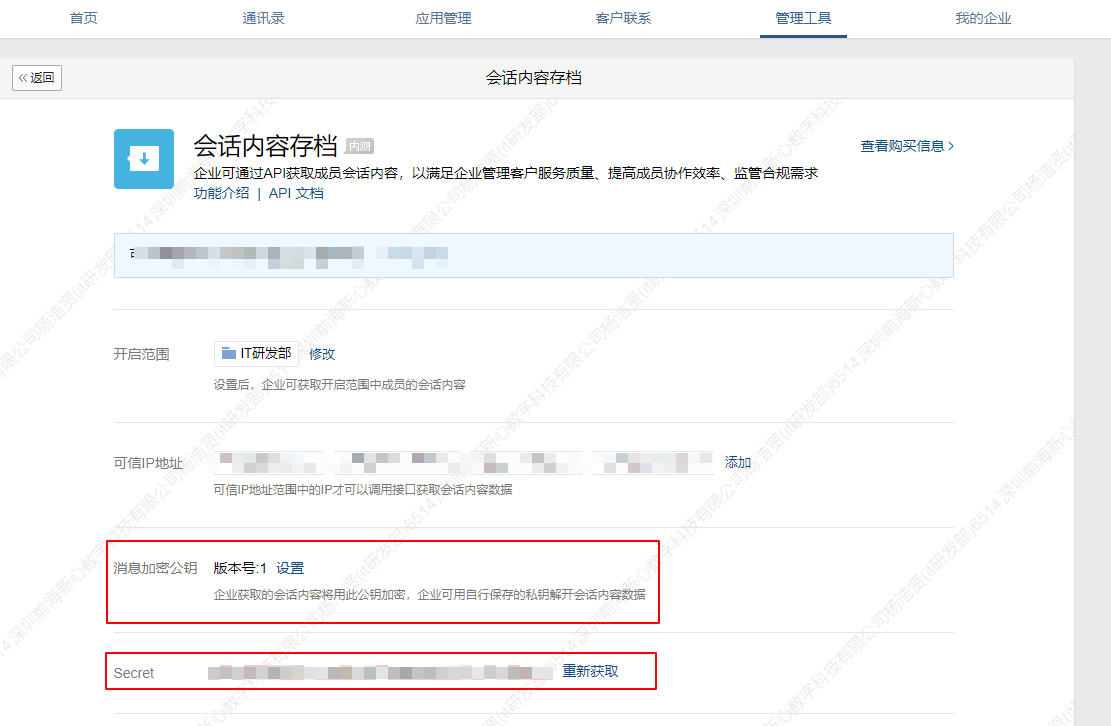 首页 通讯录 应用管理 客户联系 管理工具 我的企业
返回 会话内容存档
会话内容存档 内测 查看购买信息
企业可通过API获取成员会话内容，以满足企业管理客户服务质量、提高成员协作效率、监管合规需求
功能介绍 | API 文档
开启范围 IT研发部 修改
设置后，企业可获取开启范围中成员的会话内容
可信IP地址 添加
可信IP地址范围中的IP才可以调用接口获取会话内容数据
消息加密公钥 版本号:1 设置
企业获取的会话内容将用此公钥加密，企业可用自行保存的私钥解开会话内容数据
Secret 重新获取
深圳前海新心数字科技有限公司杨浩贤(it研发部)6514